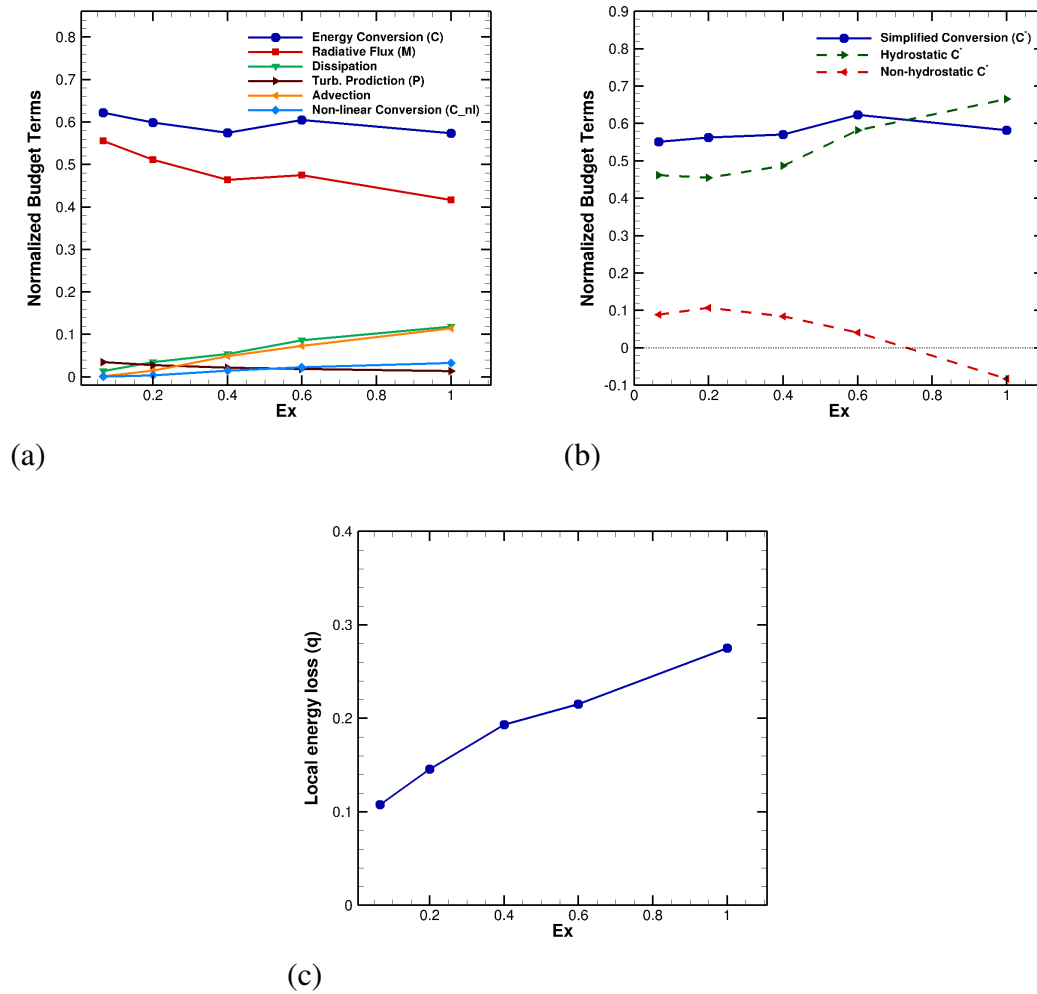 Normalized Budget Terms
0.8
0.7
0.6
0.5
0.4
0.3
0.2
0.1
0
Energy Conversion (C)
Radiative Flux (M)
Dissipation
Turb. Prodiction (P)
Advection
Non-linear Conversion (C_nl)
0.2 0.4 0.6 0.8 1
Ex
(a)
Normalized Budget Terms
0.9
0.8
0.7
0.6
0.5
0.4
0.3
0.2
0.1
0
-0.1
Simplified Conversion (C*)
Hydrostatic C*
Non-hydrostatic C*
0 0.2 0.4 0.6 0.8 1
Ex
(b)
Local energy loss (q)
0.4
0.3
0.2
0.1
0
0.2 0.4 0.6 0.8 1
Ex
(c)